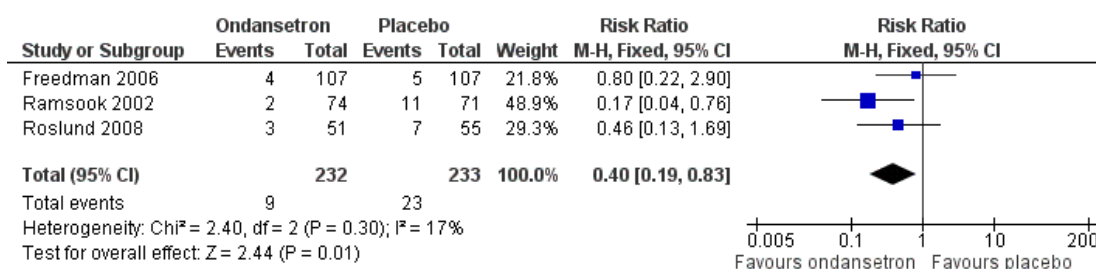 Ondansetron Placebo Risk Ratio Risk Ratio
Study or Subgroup Events Total Events Total Weight M-H, Fixed, 95% CI M-H, Fixed, 95% CI
Freedman 2006 4 107 5 107 21.8% 0.80 [0.22, 2.90]
Ramsook 2002 2 74 11 71 48.9% 0.17 [0.04, 0.76]
Roslund 2008 3 51 7 55 29.3% 0.46 [0.13, 1.69]
Total (95% CI) 232 233 100.0% 0.40 [0.19, 0.83]
Total events 9 23
Heterogeneity: Chi² = 2.40, df = 2 (P = 0.30); I² = 17%
Test for overall effect: Z = 2.44 (P = 0.01)
0.005 0.1 1 10 200
Favours ondansetron Favours placebo